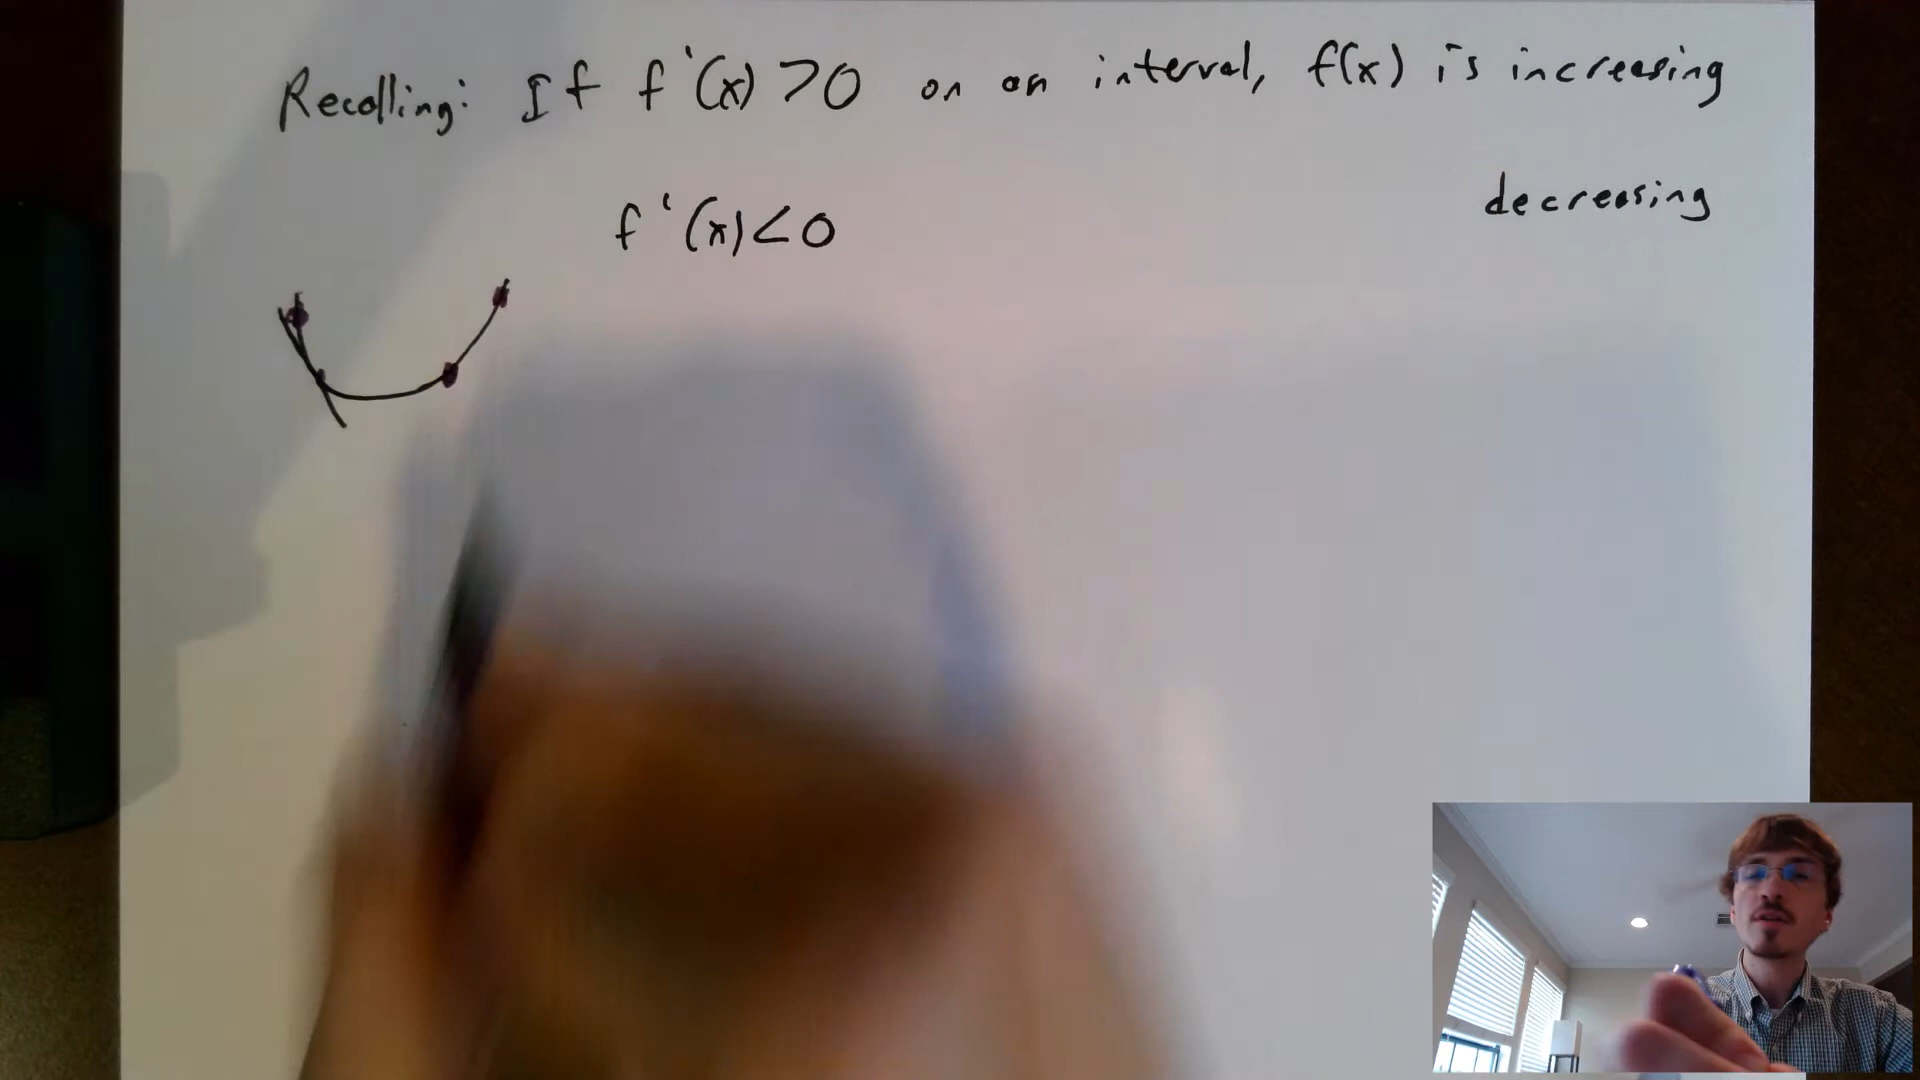 Recalling: If f'(x) >0 on an interval, f(x) is increasing
f'(x)<0 decreasing